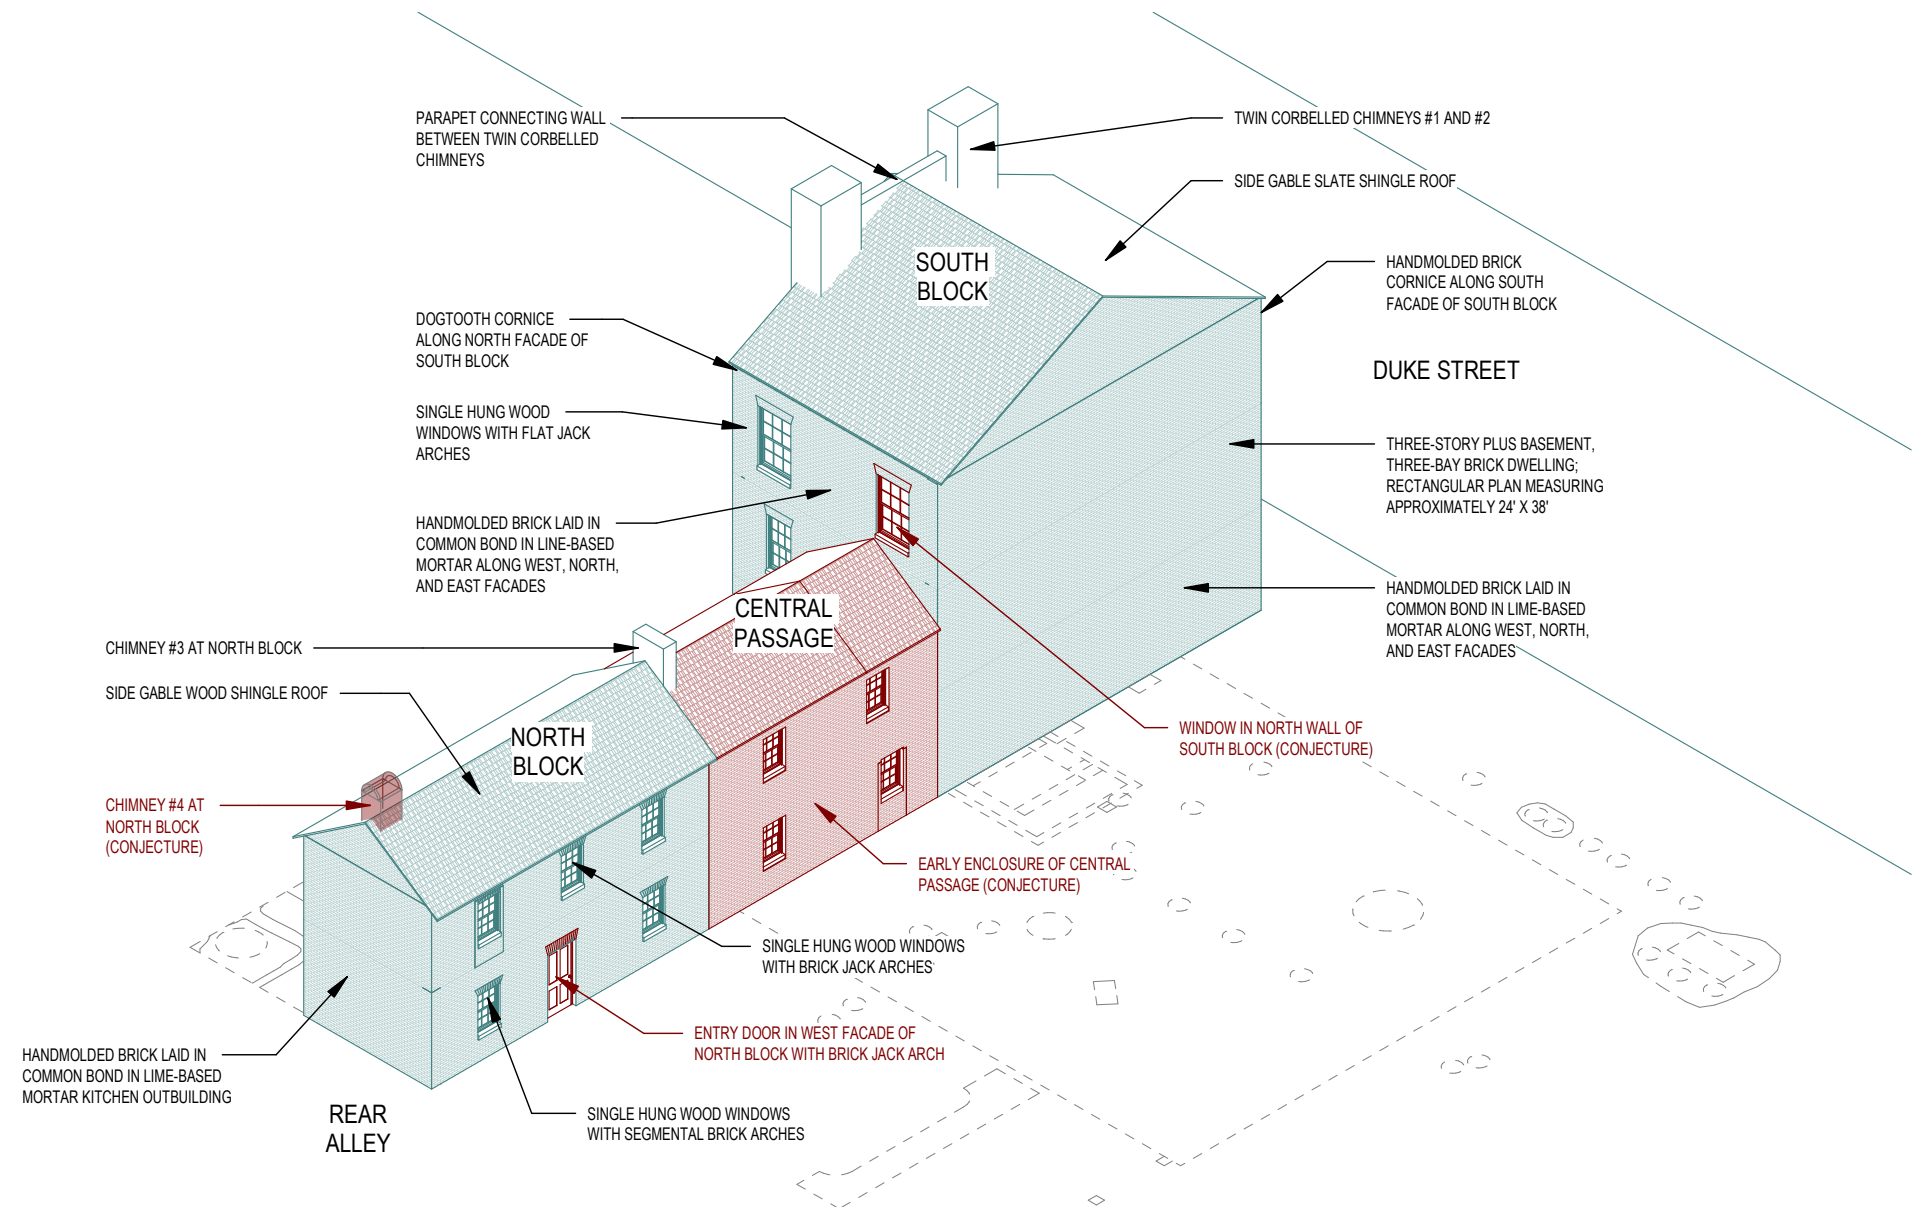 PARAPET CONNECTING WALL
BETWEEN TWIN CORBELLED
CHIMNEYS
TWIN CORBELLED CHIMNEYS #1 AND #2
SIDE GABLE SLATE SHINGLE ROOF
SOUTH
BLOCK
HANDMOLDED BRICK
CORNICE ALONG SOUTH
FACADE OF SOUTH BLOCK
DOGTOOTH CORNICE
ALONG NORTH FACADE OF
SOUTH BLOCK
DUKE STREET
SINGLE HUNG WOOD
WINDOWS WITH FLAT JACK
ARCHES
THREE-STORY PLUS BASEMENT,
THREE-BAY BRICK DWELLING;
RECTANGULAR PLAN MEASURING
APPROXIMATELY 24' X 38'
HANDMOLDED BRICK LAID IN
COMMON BOND IN LINE-BASED
MORTAR ALONG WEST, NORTH,
AND EAST FACADES
HANDMOLDED BRICK LAID IN
COMMON BOND IN LIME-BASED
MORTAR ALONG WEST, NORTH,
AND EAST FACADES
CENTRAL
PASSAGE
CHIMNEY #3 AT NORTH BLOCK
SIDE GABLE WOOD SHINGLE ROOF
NORTH
BLOCK
WINDOW IN NORTH WALL OF
SOUTH BLOCK (CONJECTURE)
CHIMNEY #4 AT
NORTH BLOCK
(CONJECTURE)
EARLY ENCLOSURE OF CENTRAL
PASSAGE (CONJECTURE)
SINGLE HUNG WOOD WINDOWS
WITH BRICK JACK ARCHES
ENTRY DOOR IN WEST FACADE OF
NORTH BLOCK WITH BRICK JACK ARCH
HANDMOLDED BRICK LAID IN
COMMON BOND IN LIME-BASED
MORTAR KITCHEN OUTBUILDING
REAR
ALLEY
SINGLE HUNG WOOD WINDOWS
WITH SEGMENTAL BRICK ARCHES